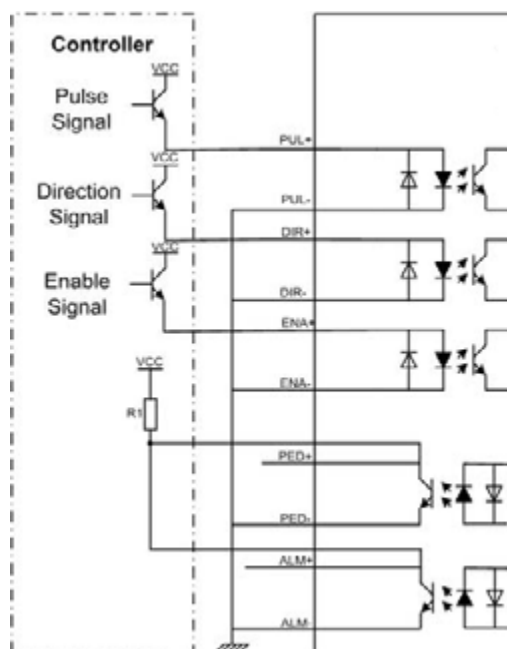 Controller
VCC
Pulse
Signal
PUL+
VCC
Direction
Signal
PUL-
DIR+
VCC
Enable
Signal
DIR-
ENA+
VCC
ENA-
R1
PED+
PED-
ALM+
ALM-